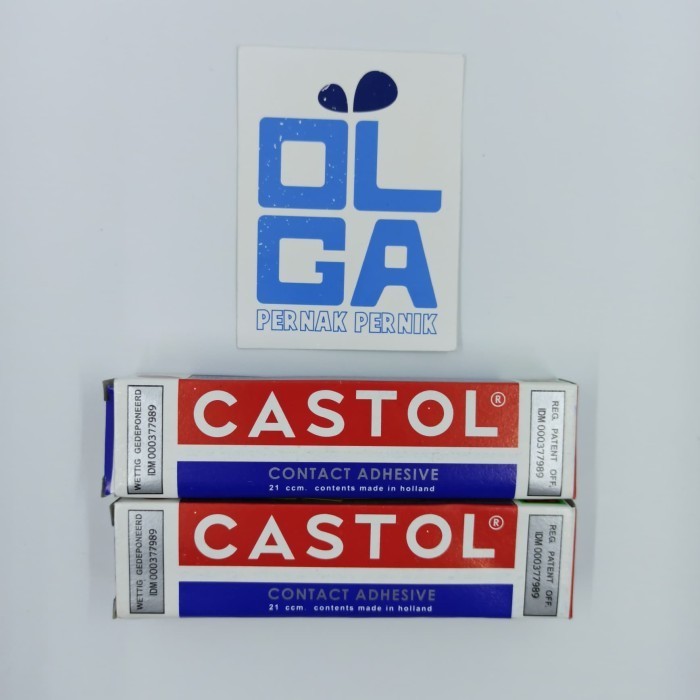 OL
GA
PERNAK PERNIK
WETTIG GEDEPONEERD
IDM 000377989
CASTOL®
CONTACT ADHESIVE
21 ccm. contents made in holland
REG. PATENT OFF.
IDM 000377989
WETTIG GEDEPONEERD
IDM 000377989
CASTOL®
CONTACT ADHESIVE
21 ccm. contents made in holland
REG. PATENT OFF.
IDM 000377989